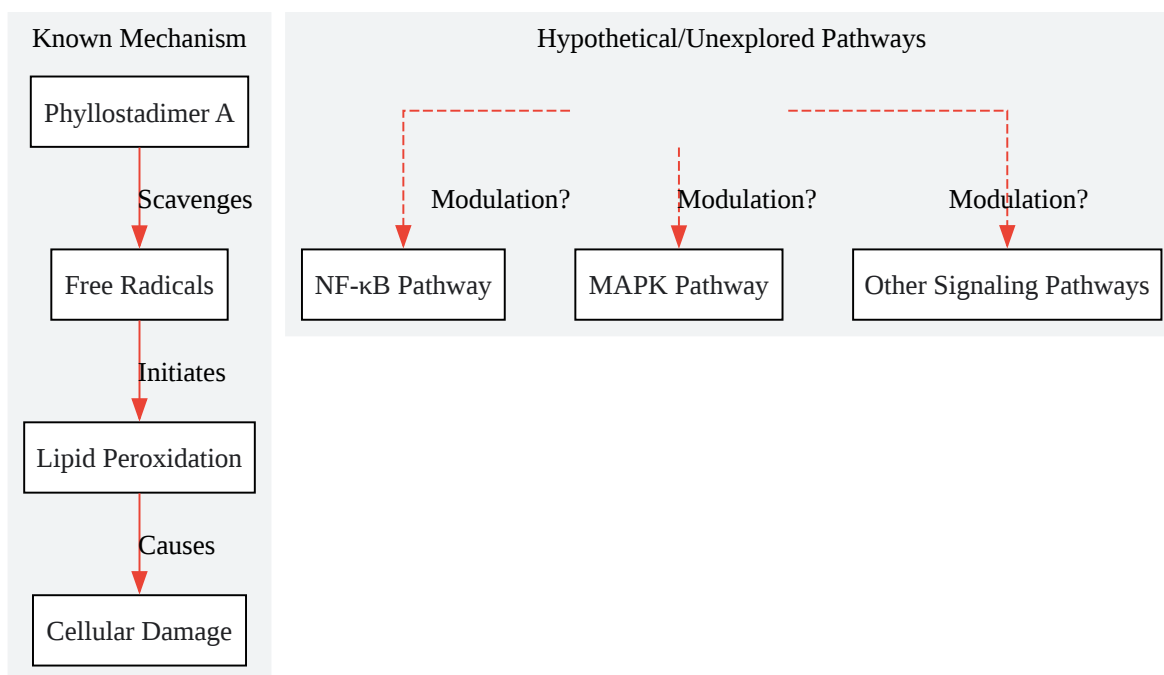 Known Mechanism
Phyllostadimer A
Scavenges
Free Radicals
Initiates
Lipid Peroxidation
Causes
Cellular Damage
Hypothetical/Unexplored Pathways
Modulation?
Modulation?
Modulation?
NF-κB Pathway
MAPK Pathway
Other Signaling Pathways